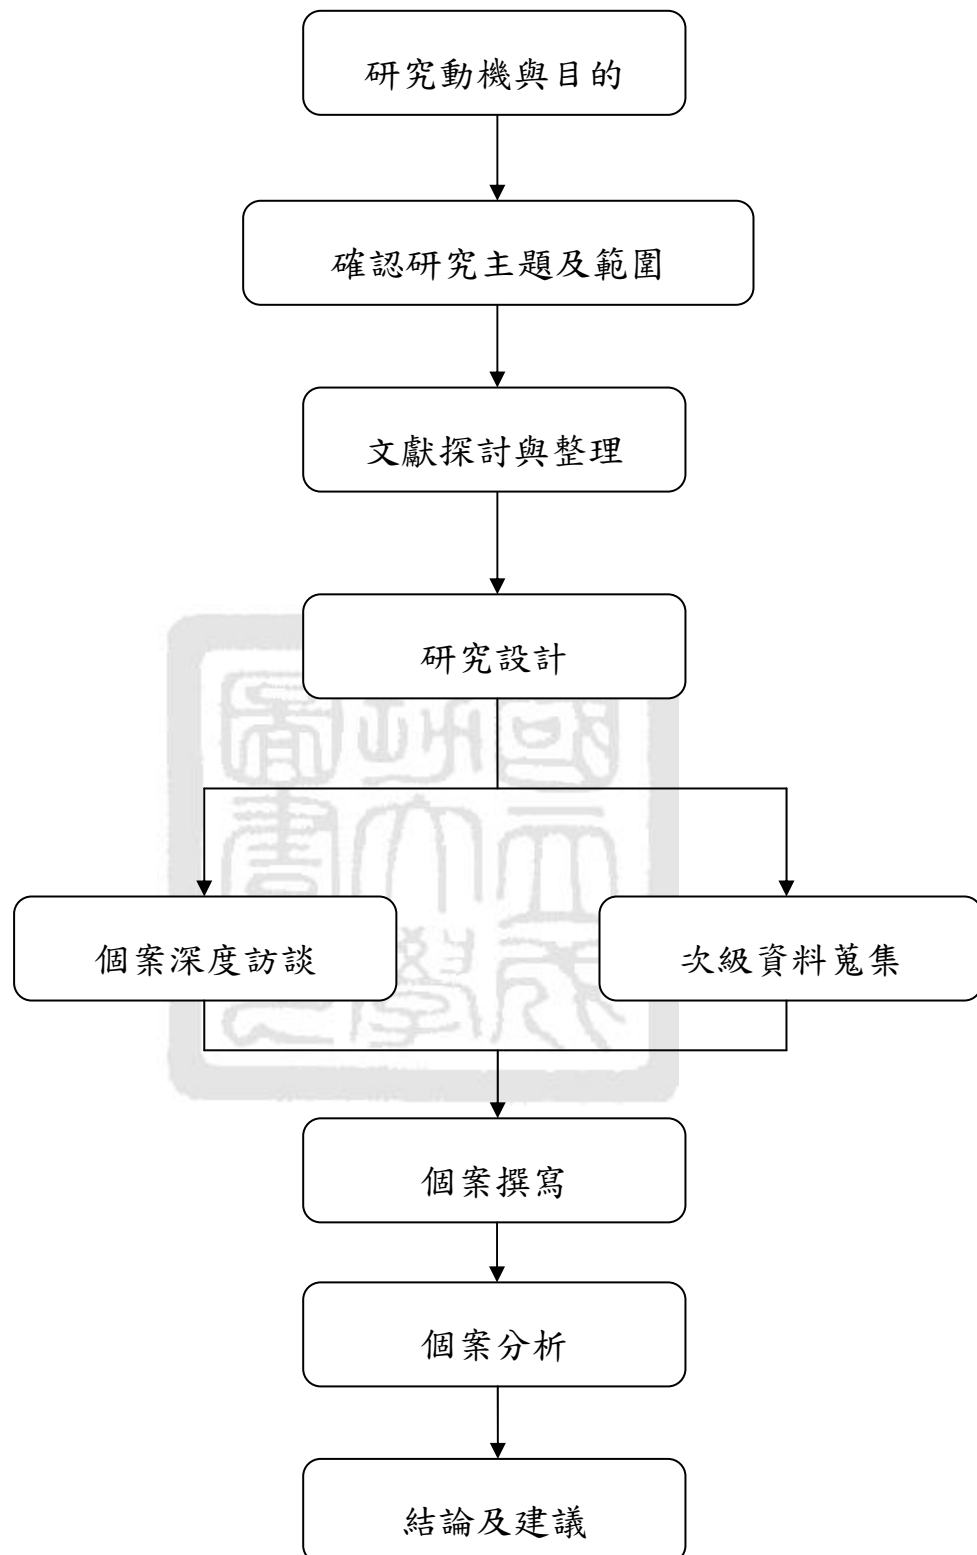 研究動機與目的
確認研究主題及範圍
文獻探討與整理
研究設計
個案深度訪談
次級資料蒐集
個案撰寫
個案分析
結論及建議